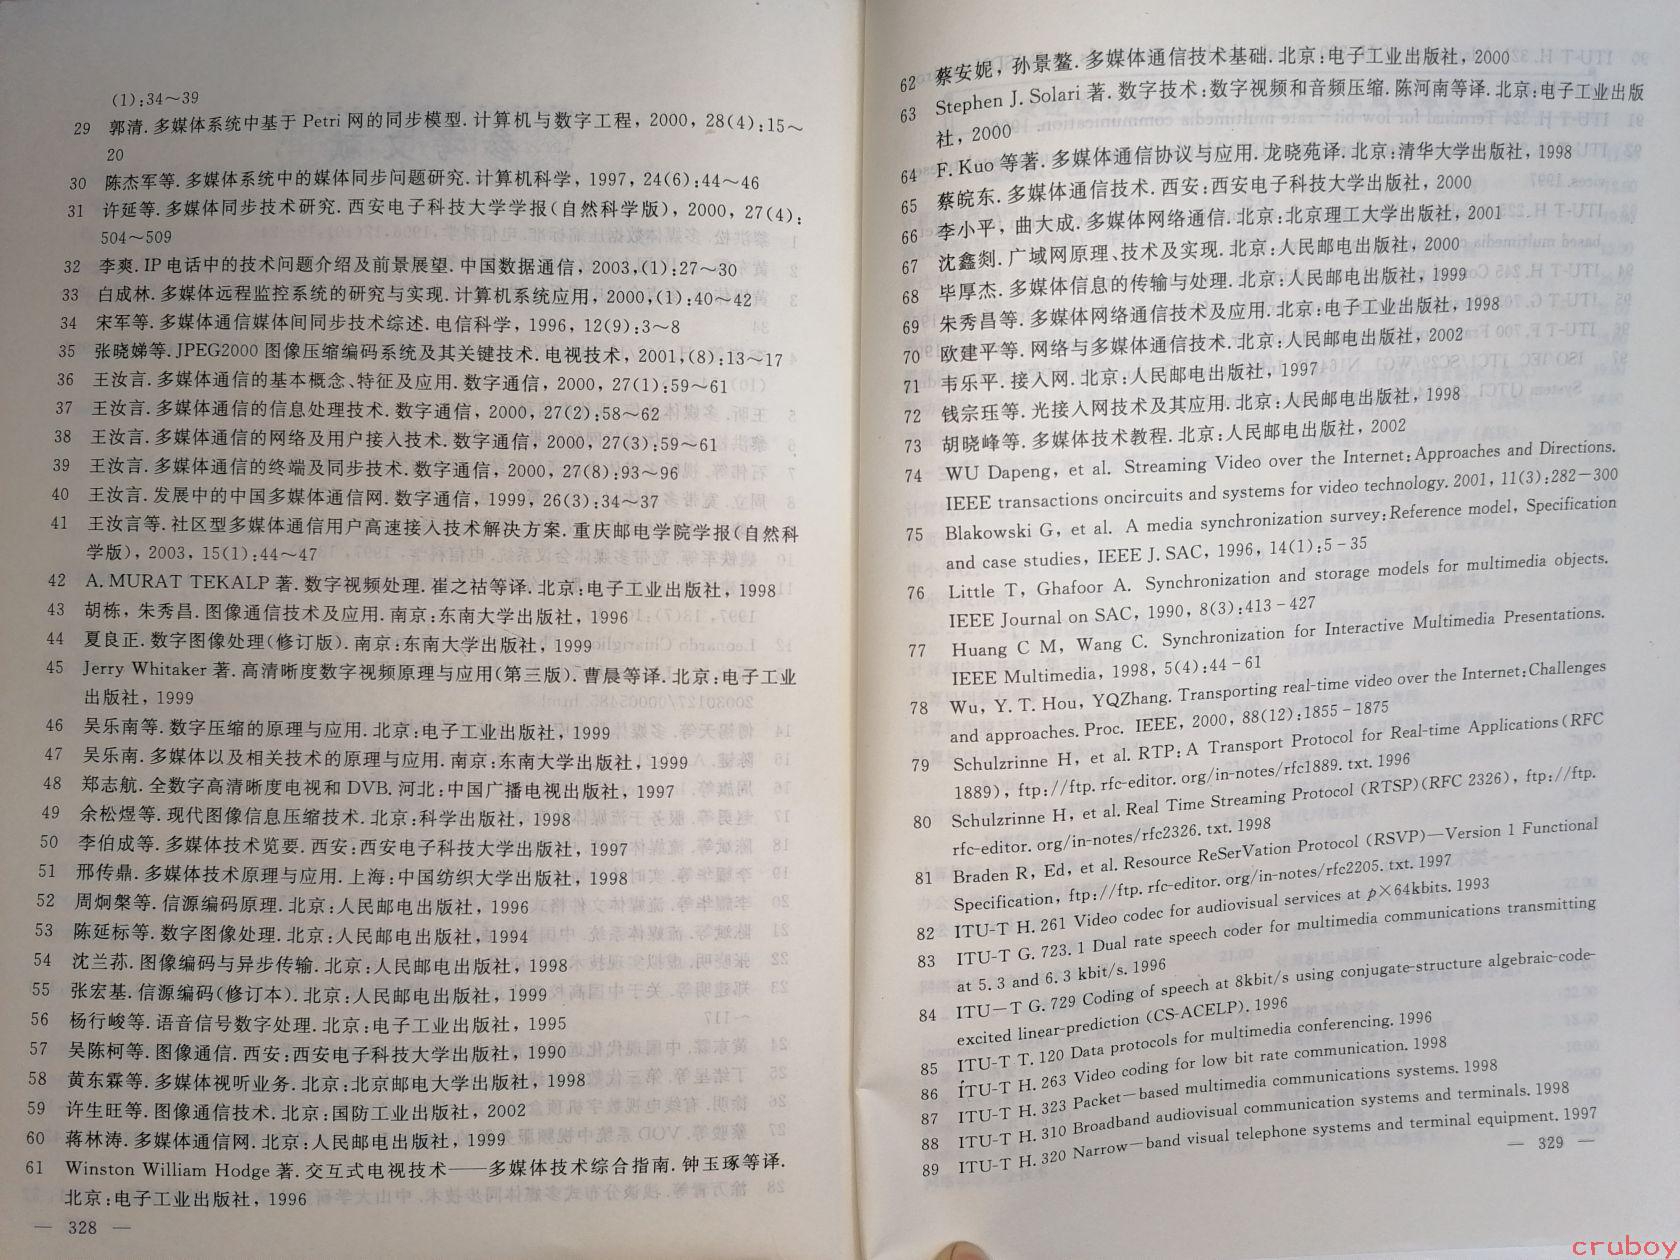 (1):34～39
29 郭清.多媒体系统中基于 Petri 网的同步模型.计算机与数字工程，2000，28(4):15～
20
30 陈杰军等.多媒体系统中的媒体同步问题研究.计算机科学，1997，24(6):44～46
31 许延等.多媒体同步技术研究.西安电子科技大学学报(自然科学版)，2000，27(4):
504～509
32 李爽.IP 电话中的技术问题介绍及前景展望.中国数据通信，2003,(1):27～30
33 白成林.多媒体远程监控系统的研究与实现.计算机系统应用，2000,(1):40～42
34 宋军等.多媒体通信媒体间同步技术综述.电信科学，1996，12(9):3～8
35 张晓娣等.JPEG2000 图像压缩编码系统及其关键技术.电视技术，2001,(8):13～17
36 王汝言.多媒体通信的基本概念、特征及应用.数字通信，2000，27(1):59～61
37 王汝言.多媒体通信的信息处理技术.数字通信，2000，27(2):58～62
38 王汝言.多媒体通信的网络及用户接入技术.数字通信，2000，27(3):59～61
39 王汝言.多媒体通信的终端及同步技术.数字通信，2000，27(8):93～96
40 王汝言.发展中的中国多媒体通信网.数字通信，1999，26(3):34～37
41 王汝言等.社区型多媒体通信用户高速接入技术解决方案.重庆邮电学院学报(自然科
学版)，2003，15(1):44～47
42 A. MURAT TEKALP 著.数字视频处理.崔之祜等译.北京:电子工业出版社，1998
43 胡栋，朱秀昌.图像通信技术及应用.南京:东南大学出版社，1996
44 夏良正.数字图像处理(修订版).南京:东南大学出版社，1999
45 Jerry Whitaker 著.高清晰度数字视频原理与应用(第三版).曹晨等译.北京:电子工业
出版社，1999
46 吴乐南等.数字压缩的原理与应用.北京:电子工业出版社，1999
47 吴乐南.多媒体以及相关技术的原理与应用.南京:东南大学出版社，1999
48 郑志航.全数字高清晰度电视和 DVB.河北:中国广播电视出版社，1997
49 余松煜等.现代图像信息压缩技术.北京:科学出版社，1998
50 李伯成等.多媒体技术览要.西安:西安电子科技大学出版社，1997
51 邢传鼎.多媒体技术原理与应用.上海:中国纺织大学出版社，1998
52 周炯槃等.信源编码原理.北京:人民邮电出版社，1996
53 陈延标等.数字图像处理.北京:人民邮电出版社，1994
54 沈兰荪.图像编码与异步传输.北京:人民邮电出版社，1998
55 张宏基.信源编码(修订本).北京:人民邮电出版社，1999
56 杨行峻等.语音信号数字处理.北京:电子工业出版社，1995
57 吴陈柯等.图像通信.西安:西安电子科技大学出版社，1990
58 黄东霖等.多媒体视听业务.北京:北京邮电大学出版社，1998
59 许生旺等.图像通信技术.北京:国防工业出版社，2002
60 蒋林涛.多媒体通信网.北京:人民邮电出版社，1999
61 Winston William Hodge 著.交互式电视技术——多媒体技术综合指南.钟玉琢等译.
北京:电子工业出版社，1996
— 328 —
62 蔡安妮，孙景鳌.多媒体通信技术基础.北京:电子工业出版社，2000
63 Stephen J. Solari 著.数字技术:数字视频和音频压缩.陈河南等译.北京:电子工业出版
社，2000
64 F. Kuo 等著.多媒体通信协议与应用.龙晓苑译.北京:清华大学出版社，1998
65 蔡皖东.多媒体通信技术.西安:西安电子科技大学出版社，2000
66 李小平，曲大成.多媒体网络通信.北京:北京理工大学出版社，2001
67 沈鑫剡.广域网原理、技术及实现.北京:人民邮电出版社，2000
68 毕厚杰.多媒体信息的传输与处理.北京:人民邮电出版社，1999
69 朱秀昌等.多媒体网络通信技术及应用.北京:电子工业出版社，1998
70 欧建平等.网络与多媒体通信技术.北京:人民邮电出版社，2002
71 韦乐平.接入网.北京:人民邮电出版社，1997
72 钱宗珏等.光接入网技术及其应用.北京:人民邮电出版社，1998
73 胡晓峰等.多媒体技术教程.北京:人民邮电出版社，2002
74 WU Dapeng, et al. Streaming Video over the Internet:Approaches and Directions.
IEEE transactions oncircuits and systems for video technology. 2001, 11(3):282－300
75 Blakowski G, et al. A media synchronization survey:Reference model, Specification
and case studies, IEEE J. SAC, 1996, 14(1):5－35
76 Little T, Ghafoor A. Synchronization and storage models for multimedia objects.
IEEE Journal on SAC, 1990, 8(3):413－427
77 Huang C M, Wang C. Synchronization for Interactive Multimedia Presentations.
IEEE Multimedia, 1998, 5(4):44－61
78 Wu, Y. T. Hou, YQZhang. Transporting real-time video over the Internet:Challenges
and approaches. Proc. IEEE, 2000, 88(12):1855－1875
79 Schulzrinne H, et al. RTP: A Transport Protocol for Real-time Applications(RFC
1889), ftp://ftp. rfc-editor. org/in-notes/rfc1889. txt. 1996
80 Schulzrinne H, et al. Real Time Streaming Protocol (RTSP)(RFC 2326), ftp://ftp.
rfc-editor. org/in-notes/rfc2326. txt. 1998
81 Braden R, Ed, et al. Resource ReSerVation Protocol (RSVP)—Version 1 Functional
Specification, ftp://ftp. rfc-editor. org/in-notes/rfc2205. txt. 1997
82 ITU-T H. 261 Video codec for audiovisual services at p×64kbits. 1993
83 ITU-T G. 723. 1 Dual rate speech coder for multimedia communications transmitting
at 5. 3 and 6. 3 kbit/s. 1996
84 ITU－T G. 729 Coding of speech at 8kbit/s using conjugate-structure algebraic-code-
excited linear-prediction (CS-ACELP). 1996
85 ITU-T T. 120 Data protocols for multimedia conferencing. 1996
86 ITU-T H. 263 Video coding for low bit rate communication. 1998
87 ITU-T H. 323 Packet—based multimedia communications systems. 1998
88 ITU-T H. 310 Broadband audiovisual communication systems and terminals. 1998
89 ITU-T H. 320 Narrow—band visual telephone systems and terminal equipment. 1997
— 329 —
cruboy